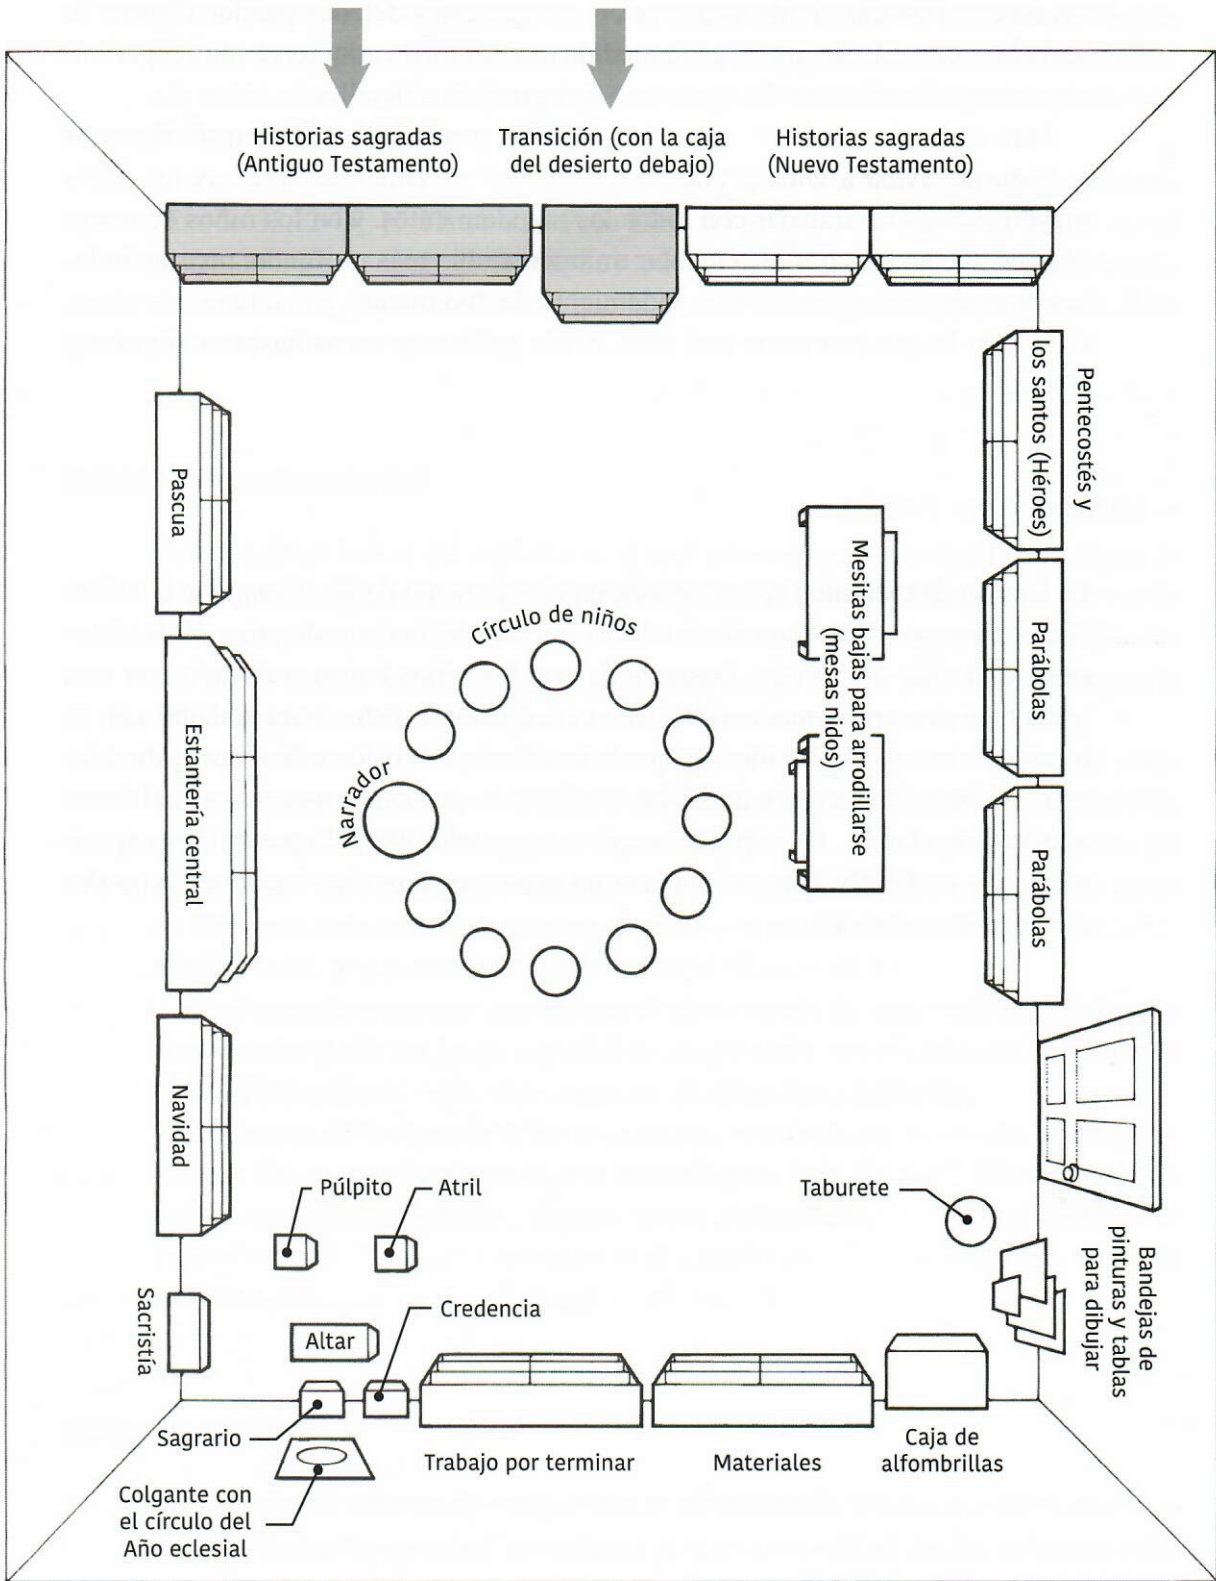 Historias sagradas
(Antiguo Testamento)
Transición (con la caja
del desierto debajo)
Historias sagradas
(Nuevo Testamento)
Pentecostés y
los santos (Héroes)
Pascua
Mesitas bajas para arrodillarse
(mesas nidos)
Círculo de niños
Parábolas
Estantería central
Narrador
Parábolas
Navidad
Púlpito
Atril
Taburete
Bandejas de
pinturas y tablas
para dibujar
Sacristía
Credencia
Altar
Sagrario
Trabajo por terminar
Materiales
Caja de
alfombrillas
Colgante con
el círculo del
Año eclesial